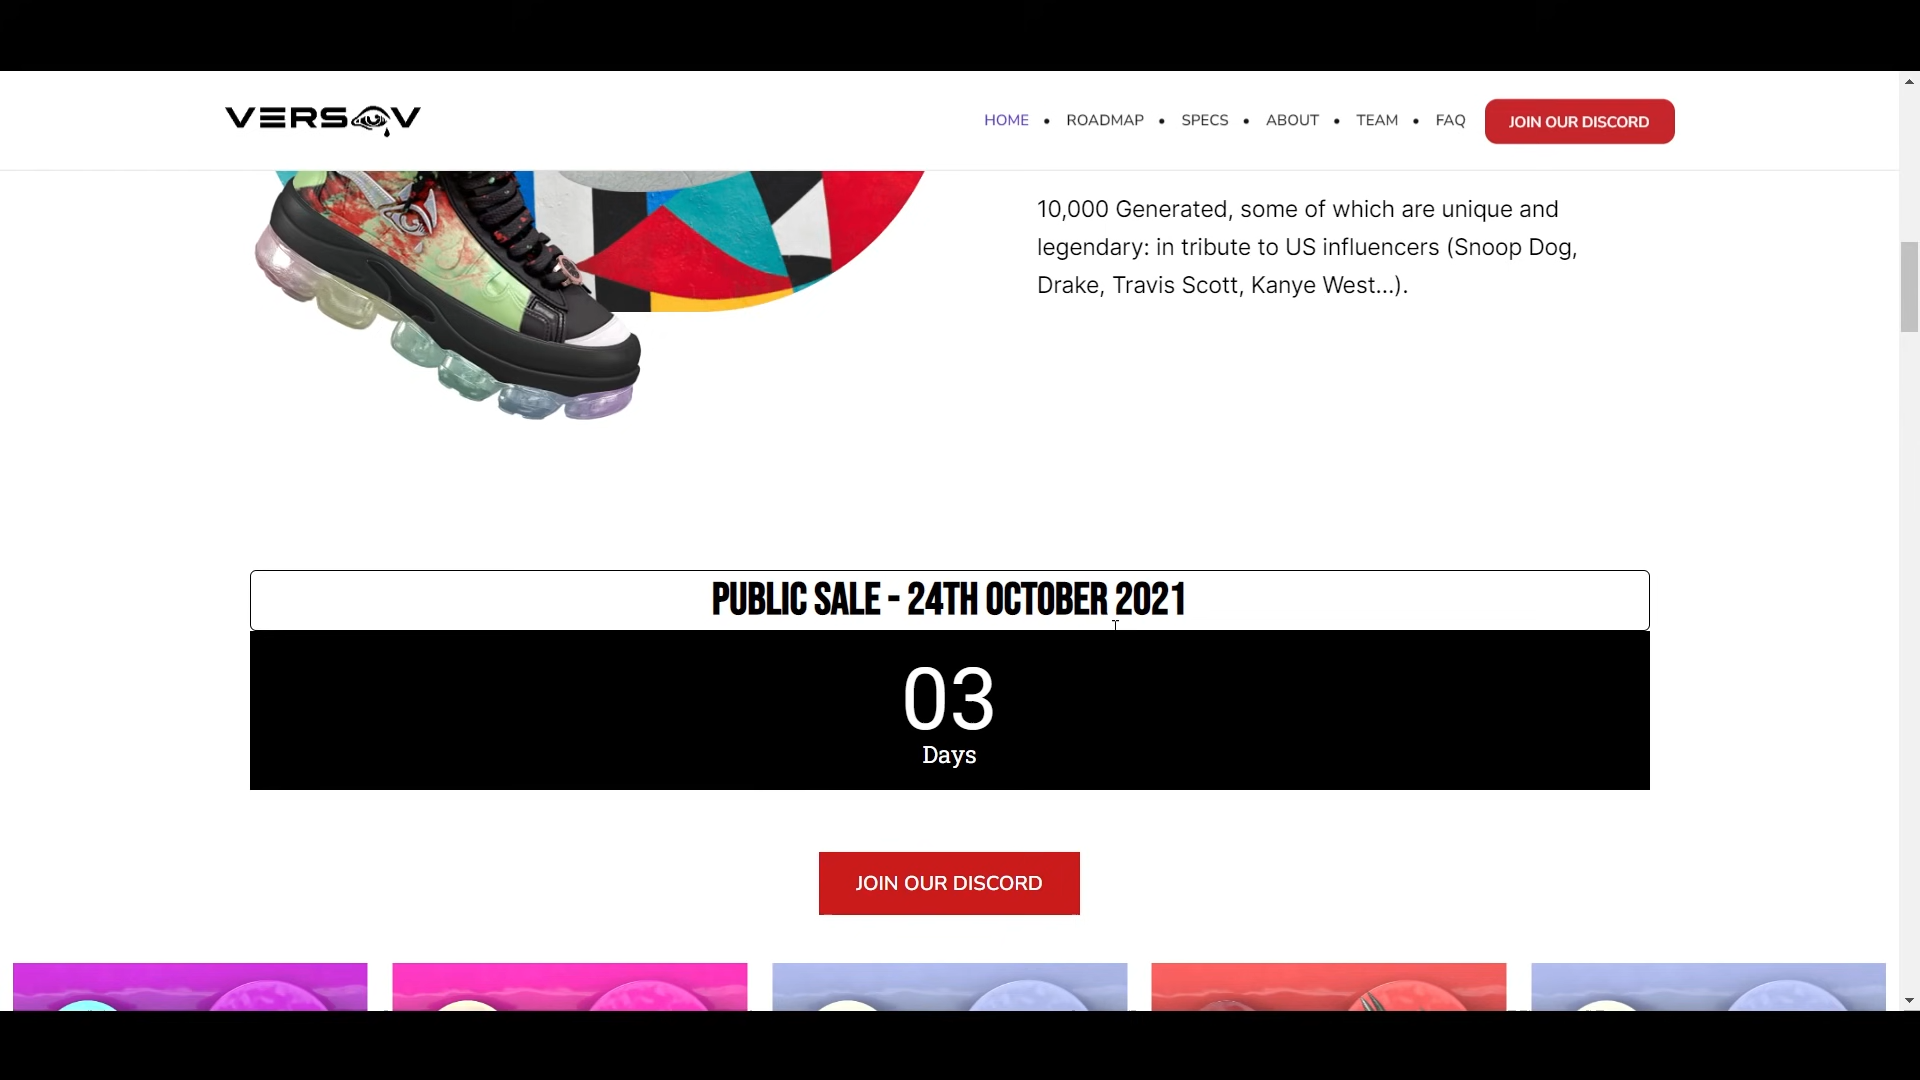 VERSOV
HOME • ROADMAP • SPECS • ABOUT • TEAM • FAQ
JOIN OUR DISCORD
10,000 Generated, some of which are unique and
legendary: in tribute to US influencers (Snoop Dog,
Drake, Travis Scott, Kanye West...).
PUBLIC SALE - 24TH OCTOBER 2021
03
Days
JOIN OUR DISCORD